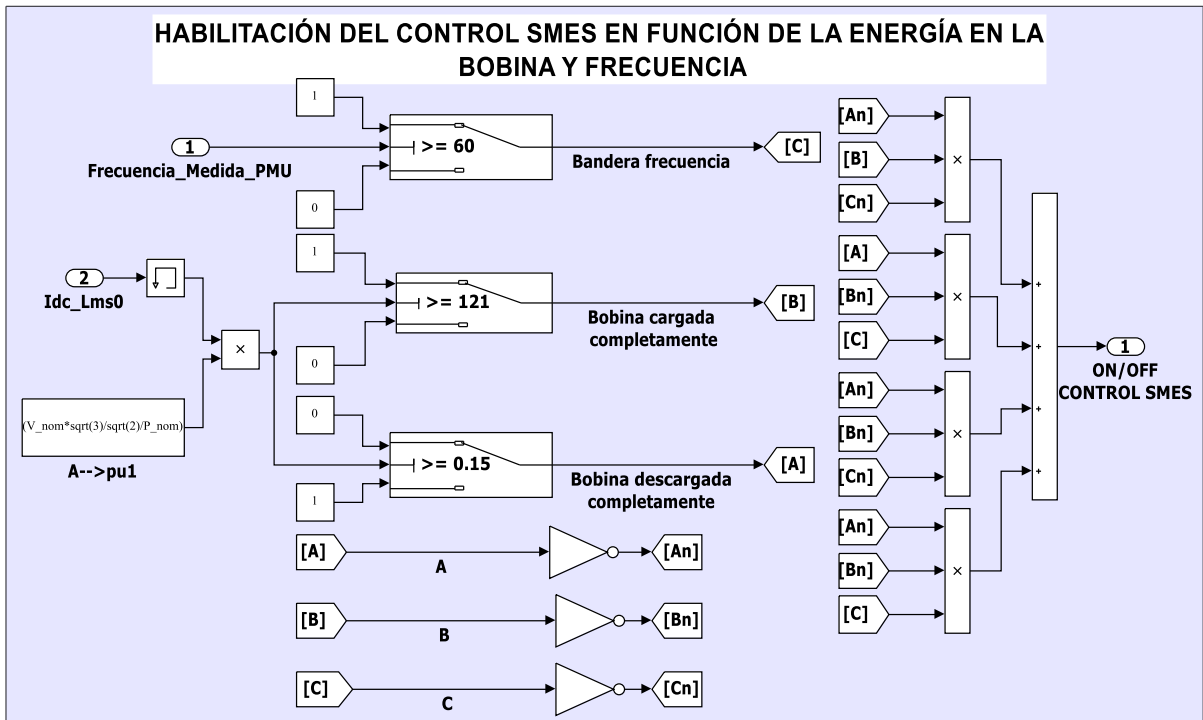 HABILITACIÓN DEL CONTROL SMES EN FUNCIÓN DE LA ENERGÍA EN LA
BOBINA Y FRECUENCIA
1
1
Frecuencia_Medida_PMU
>= 60
0
Bandera frecuencia
[C]
1
2
Idc_Lms0
>= 121
0
Bobina cargada
completamente
[B]
×
(V_nom*sqrt(3)/sqrt(2)/P_nom)
A-->pu1
0
>= 0.15
1
Bobina descargada
completamente
[A]
[A]
A
[An]
[B]
B
[Bn]
[C]
C
[Cn]
[An]
[B]
[Cn]
×
[A]
[Bn]
[C]
×
[An]
[Bn]
[Cn]
×
[An]
[Bn]
[C]
×
+
+
+
+
1
ON/OFF
CONTROL SMES